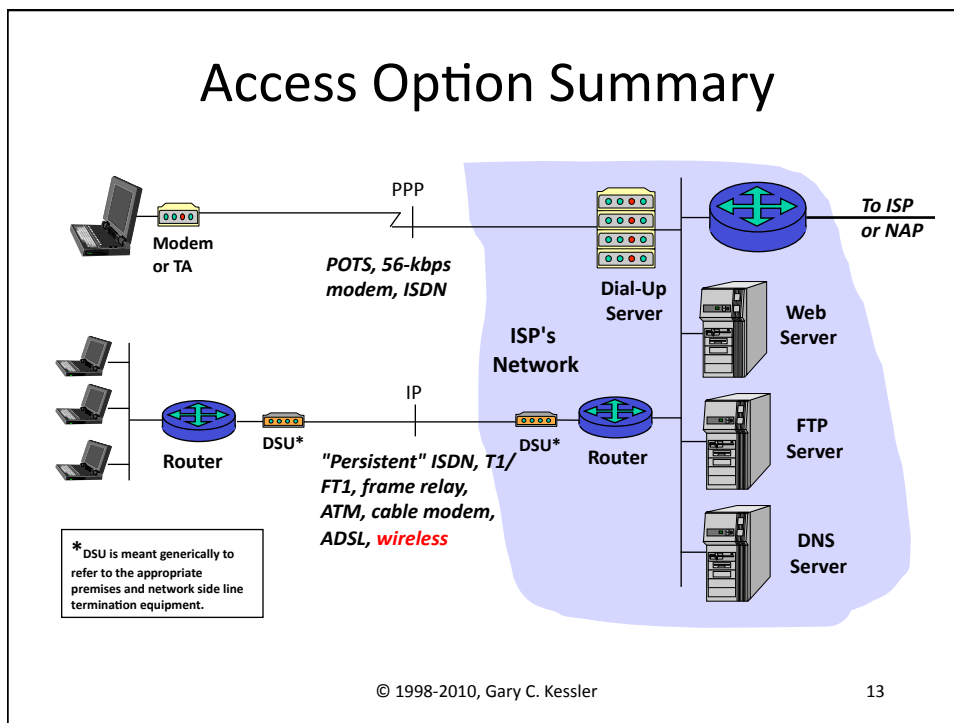 Access Option Summary
PPP
To ISP
or NAP
Modem
or TA
POTS, 56-kbps
modem, ISDN
Dial-Up
Server
Web
Server
ISP's
Network
IP
Router
DSU*
DSU*
Router
FTP
Server
"Persistent" ISDN, T1/
FT1, frame relay,
ATM, cable modem,
ADSL, wireless
DNS
Server
*DSU is meant generically to
refer to the appropriate
premises and network side line
termination equipment.
© 1998-2010, Gary C. Kessler
13